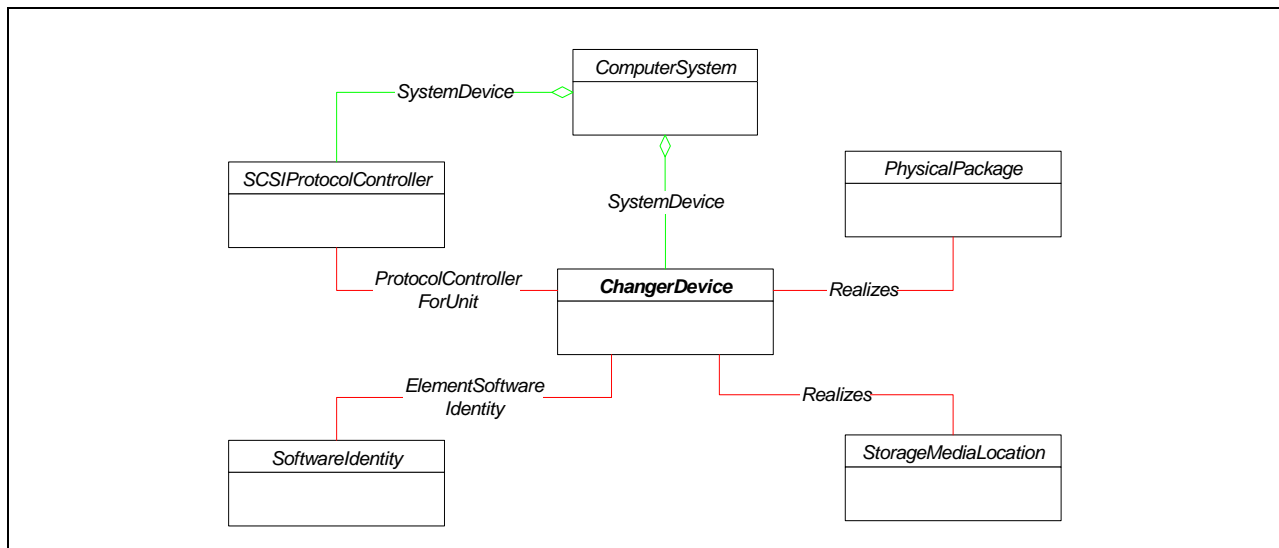 ComputerSystem
SystemDevice
SCSIProtocolController
PhysicalPackage
SystemDevice
ProtocolController
ForUnit
ChangerDevice
Realizes
ElementSoftware
Identity
Realizes
SoftwareIdentity
StorageMediaLocation